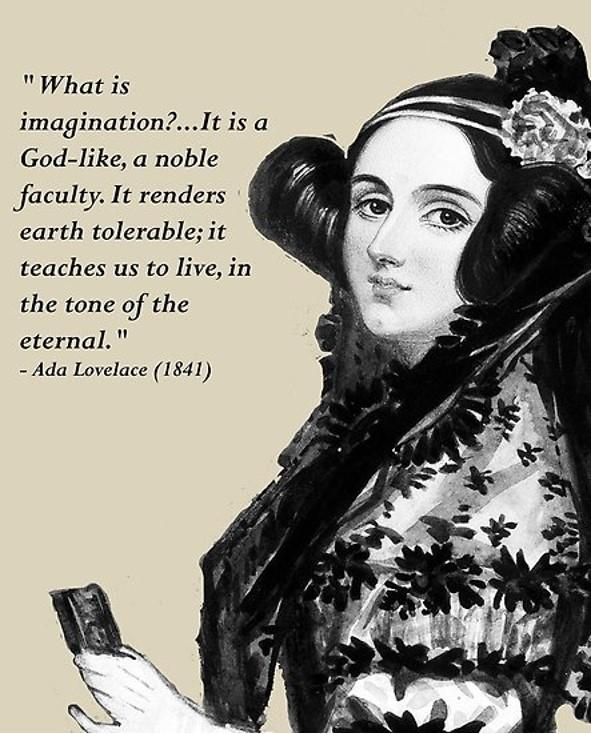 "What is
imagination?...It is a
God-like, a noble
faculty. It renders
earth tolerable; it
teaches us to live, in
the tone of the
eternal."
- Ada Lovelace (1841)